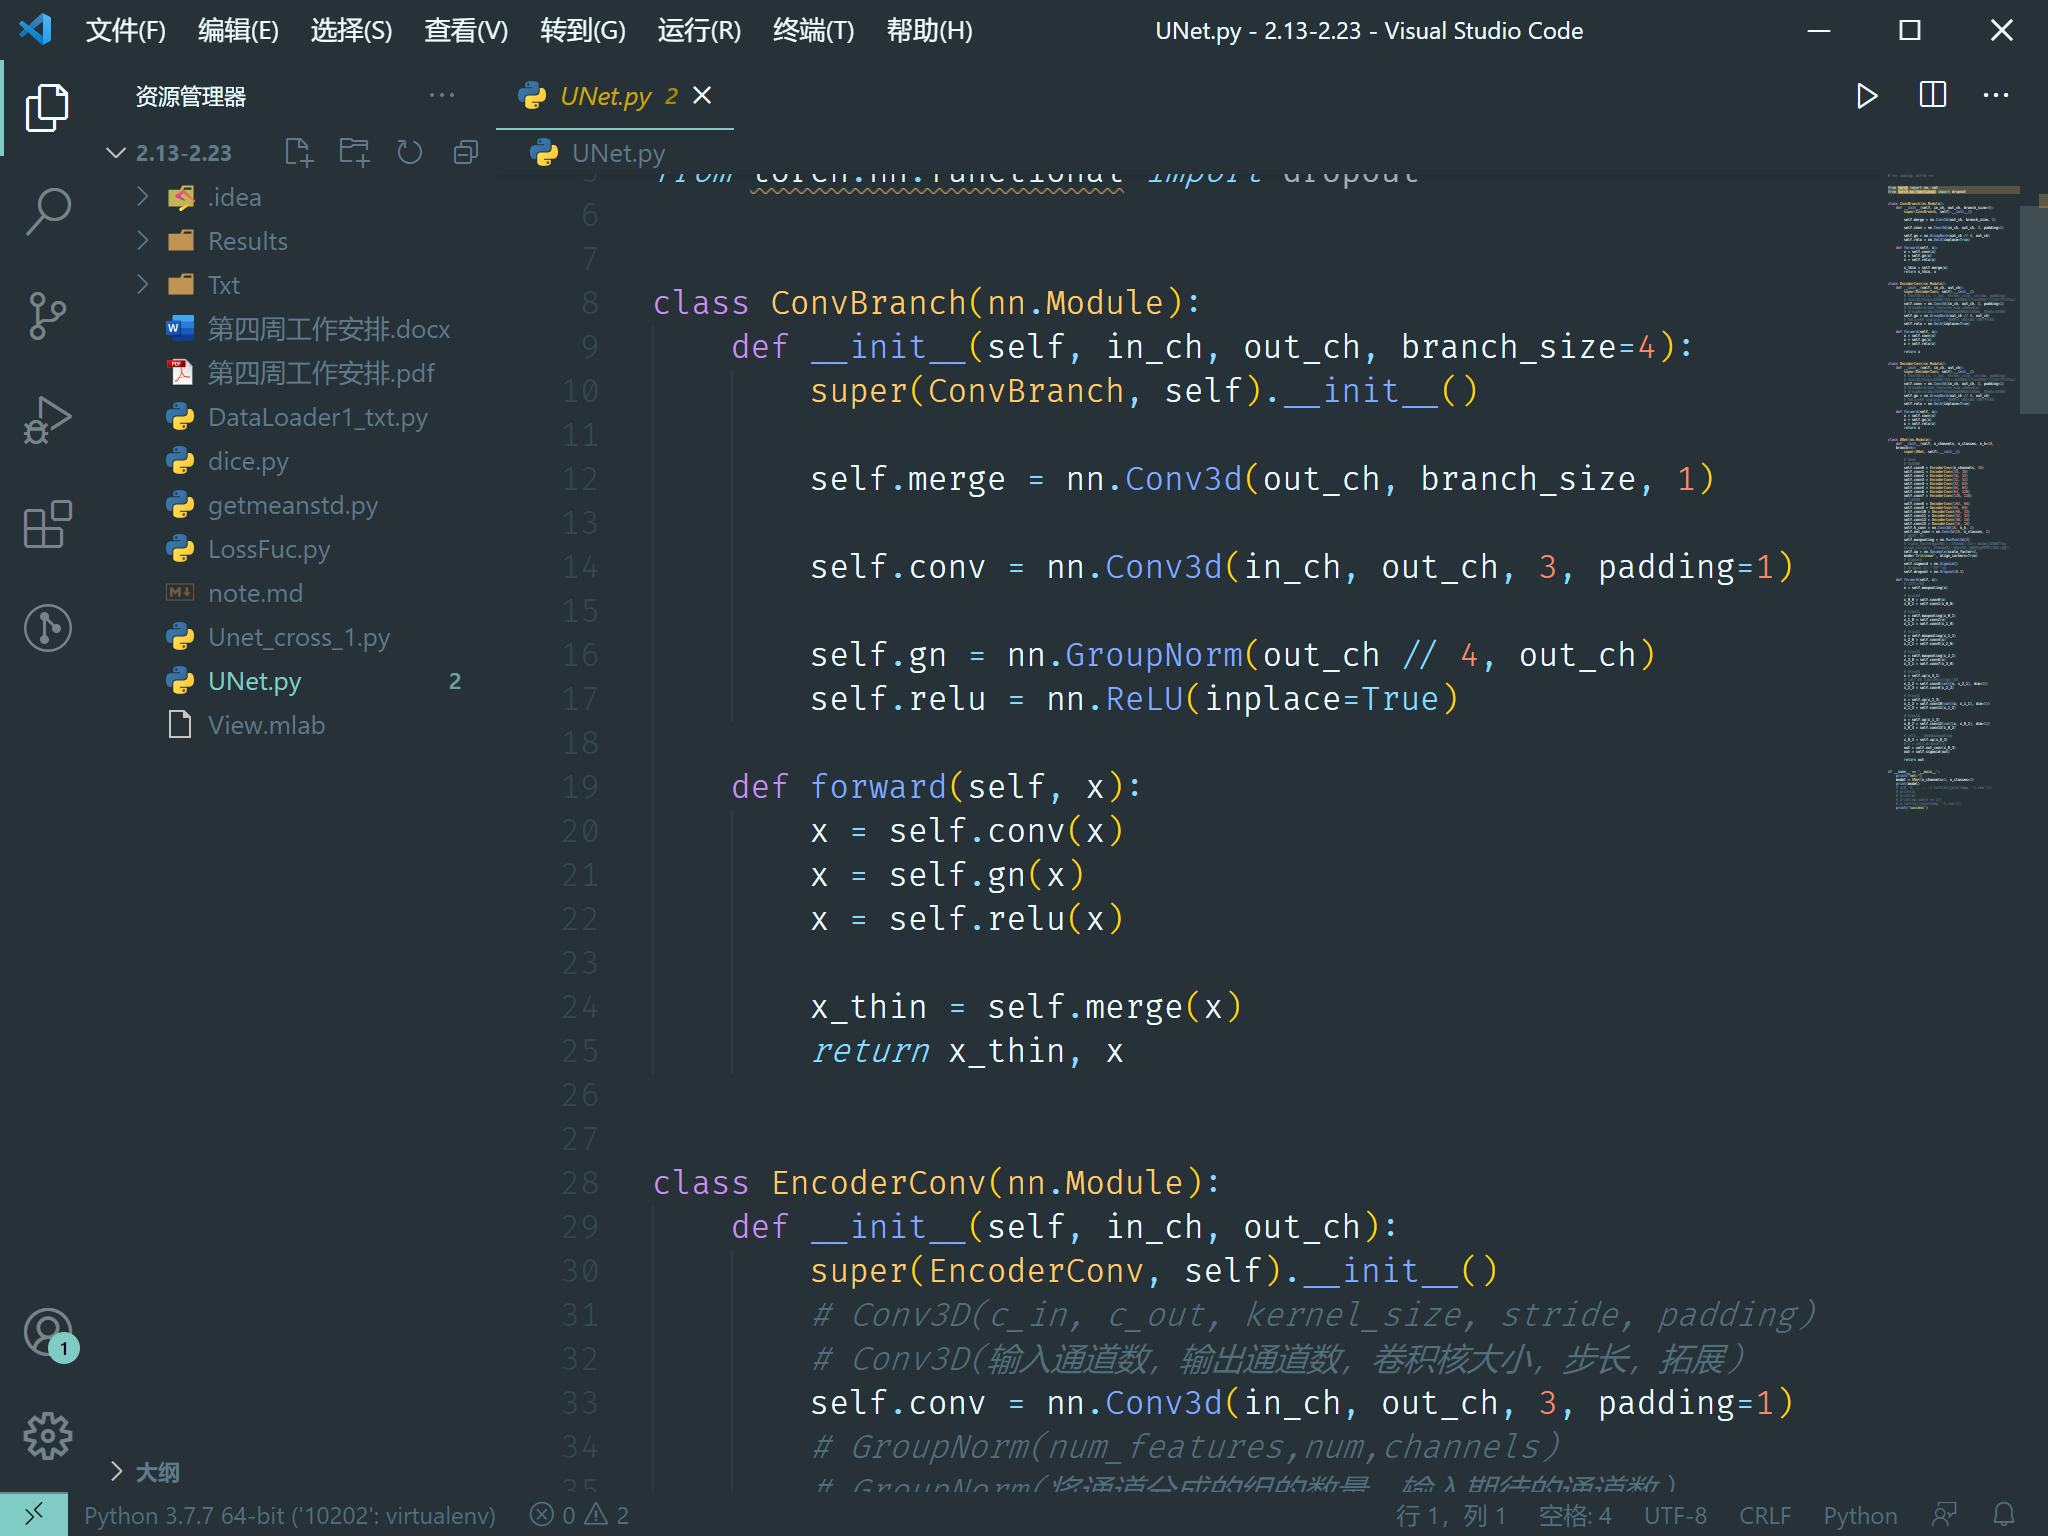 文件(F) 编辑(E) 选择(S) 查看(V) 转到(G) 运行(R) 终端(T) 帮助(H) UNet.py - 2.13-2.23 - Visual Studio Code
资源管理器 ···
2.13-2.23
.idea
Results
Txt
第四周工作安排.docx
第四周工作安排.pdf
DataLoader1_txt.py
dice.py
getmeanstd.py
LossFuc.py
note.md
Unet_cross_1.py
UNet.py 2
View.mlab
大纲
UNet.py 2
UNet.py
5 from torch.nn.functional import dropout
6
7
8 class ConvBranch(nn.Module):
9     def __init__(self, in_ch, out_ch, branch_size=4):
10         super(ConvBranch, self).__init__()
11
12         self.merge = nn.Conv3d(out_ch, branch_size, 1)
13
14         self.conv = nn.Conv3d(in_ch, out_ch, 3, padding=1)
15
16         self.gn = nn.GroupNorm(out_ch // 4, out_ch)
17         self.relu = nn.ReLU(inplace=True)
18
19     def forward(self, x):
20         x = self.conv(x)
21         x = self.gn(x)
22         x = self.relu(x)
23
24         x_thin = self.merge(x)
25         return x_thin, x
26
27
28 class EncoderConv(nn.Module):
29     def __init__(self, in_ch, out_ch):
30         super(EncoderConv, self).__init__()
31         # Conv3D(c_in, c_out, kernel_size, stride, padding)
32         # Conv3D(输入通道数，输出通道数，卷积核大小，步长，拓展)
33         self.conv = nn.Conv3d(in_ch, out_ch, 3, padding=1)
34         # GroupNorm(num_features,num,channels)
35         # GroupNorm(将通道分成的组的数量，输入期待的通道数)
1
Python 3.7.7 64-bit ('10202': virtualenv) 0 2 行 1，列 1 空格: 4 UTF-8 CRLF Python